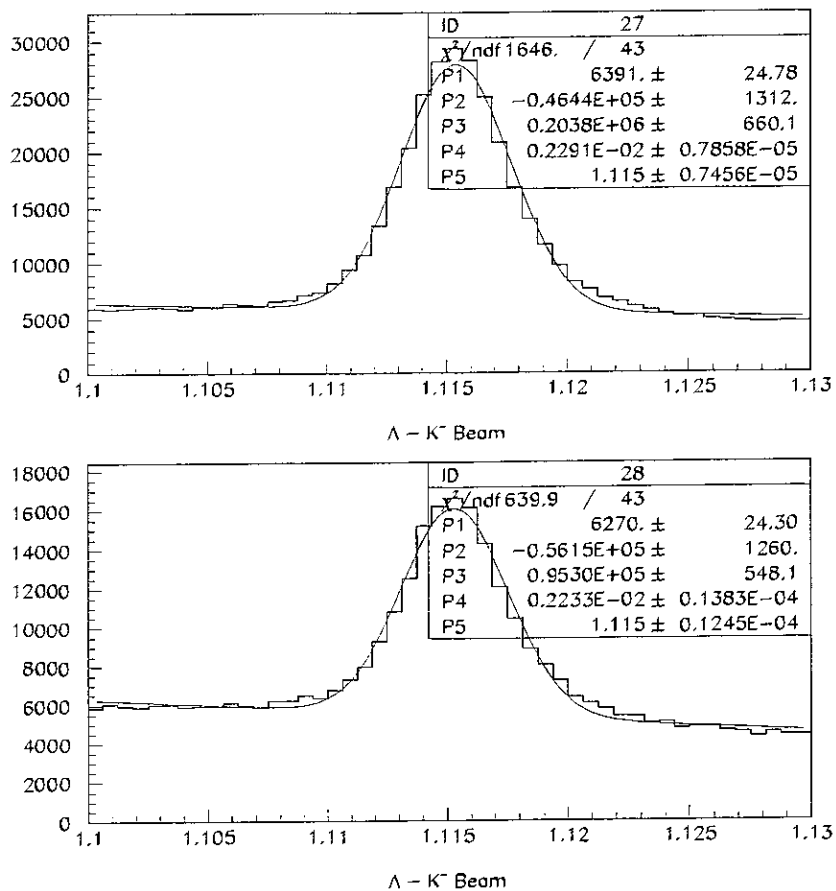 30000
25000
20000
15000
10000
5000
0
ID 27
χ²/ndf 1646. / 43
P1 6391. ± 24.78
P2 -0.4644E+05 ± 1312.
P3 0.2038E+06 ± 660.1
P4 0.2291E-02 ± 0.7858E-05
P5 1.115 ± 0.7456E-05
1.1 1.105 1.11 1.115 1.12 1.125 1.13
Λ - K⁻ Beam
18000
16000
14000
12000
10000
8000
6000
4000
2000
0
ID 28
χ²/ndf 639.9 / 43
P1 6270. ± 24.30
P2 -0.5615E+05 ± 1260.
P3 0.9530E+05 ± 548.1
P4 0.2233E-02 ± 0.1383E-04
P5 1.115 ± 0.1245E-04
1.1 1.105 1.11 1.115 1.12 1.125 1.13
Λ - K⁻ Beam